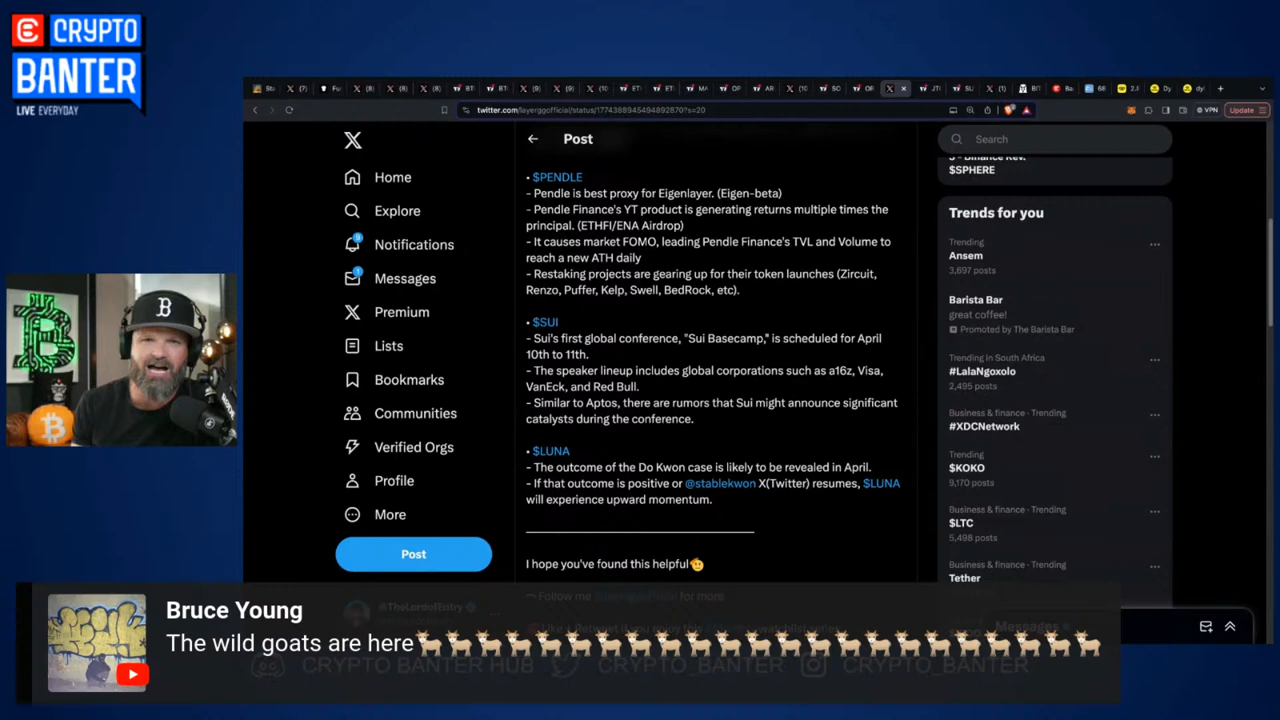 CRYPTO
BANTER
LIVE EVERYDAY
twitter.com/layerggofficial/status/1774388945494892870?s=20
VPN
Update
Home
Explore
Notifications
Messages
Premium
Lists
Bookmarks
Communities
Verified Orgs
Profile
More
Post
Post
• $PENDLE
- Pendle is best proxy for Eigenlayer. (Eigen-beta)
- Pendle Finance's YT product is generating returns multiple times the
principal. (ETHFI/ENA Airdrop)
- It causes market FOMO, leading Pendle Finance's TVL and Volume to
reach a new ATH daily
- Restaking projects are gearing up for their token launches (Zircuit,
Renzo, Puffer, Kelp, Swell, BedRock, etc).
• $SUI
- Sui's first global conference, "Sui Basecamp," is scheduled for April
10th to 11th.
- The speaker lineup includes global corporations such as a16z, Visa,
VanEck, and Red Bull.
- Similar to Aptos, there are rumors that Sui might announce significant
catalysts during the conference.
• $LUNA
- The outcome of the Do Kwon case is likely to be revealed in April.
- If that outcome is positive or @stablekwon X(Twitter) resumes, $LUNA
will experience upward momentum.
I hope you've found this helpful🫡
for more
@TheLordofEntry
Search
$SPHERE
Trends for you
Trending
Ansem
3,697 posts
Barista Bar
great coffee!
Promoted by The Barista Bar
Trending in South Africa
#LalaNgoxolo
2,495 posts
Business & finance · Trending
#XDCNetwork
Trending
$KOKO
9,170 posts
Business & finance · Trending
$LTC
5,498 posts
Business & finance · Trending
Tether
Messages
Bruce Young
The wild goats are here🐐🐐🐐🐐🐐🐐🐐🐐🐐🐐🐐🐐🐐🐐🐐🐐🐐🐐🐐🐐🐐🐐🐐
CRYPTO BANTER HUB
CRYPTO_BANTER
CRYPTO_BANTER